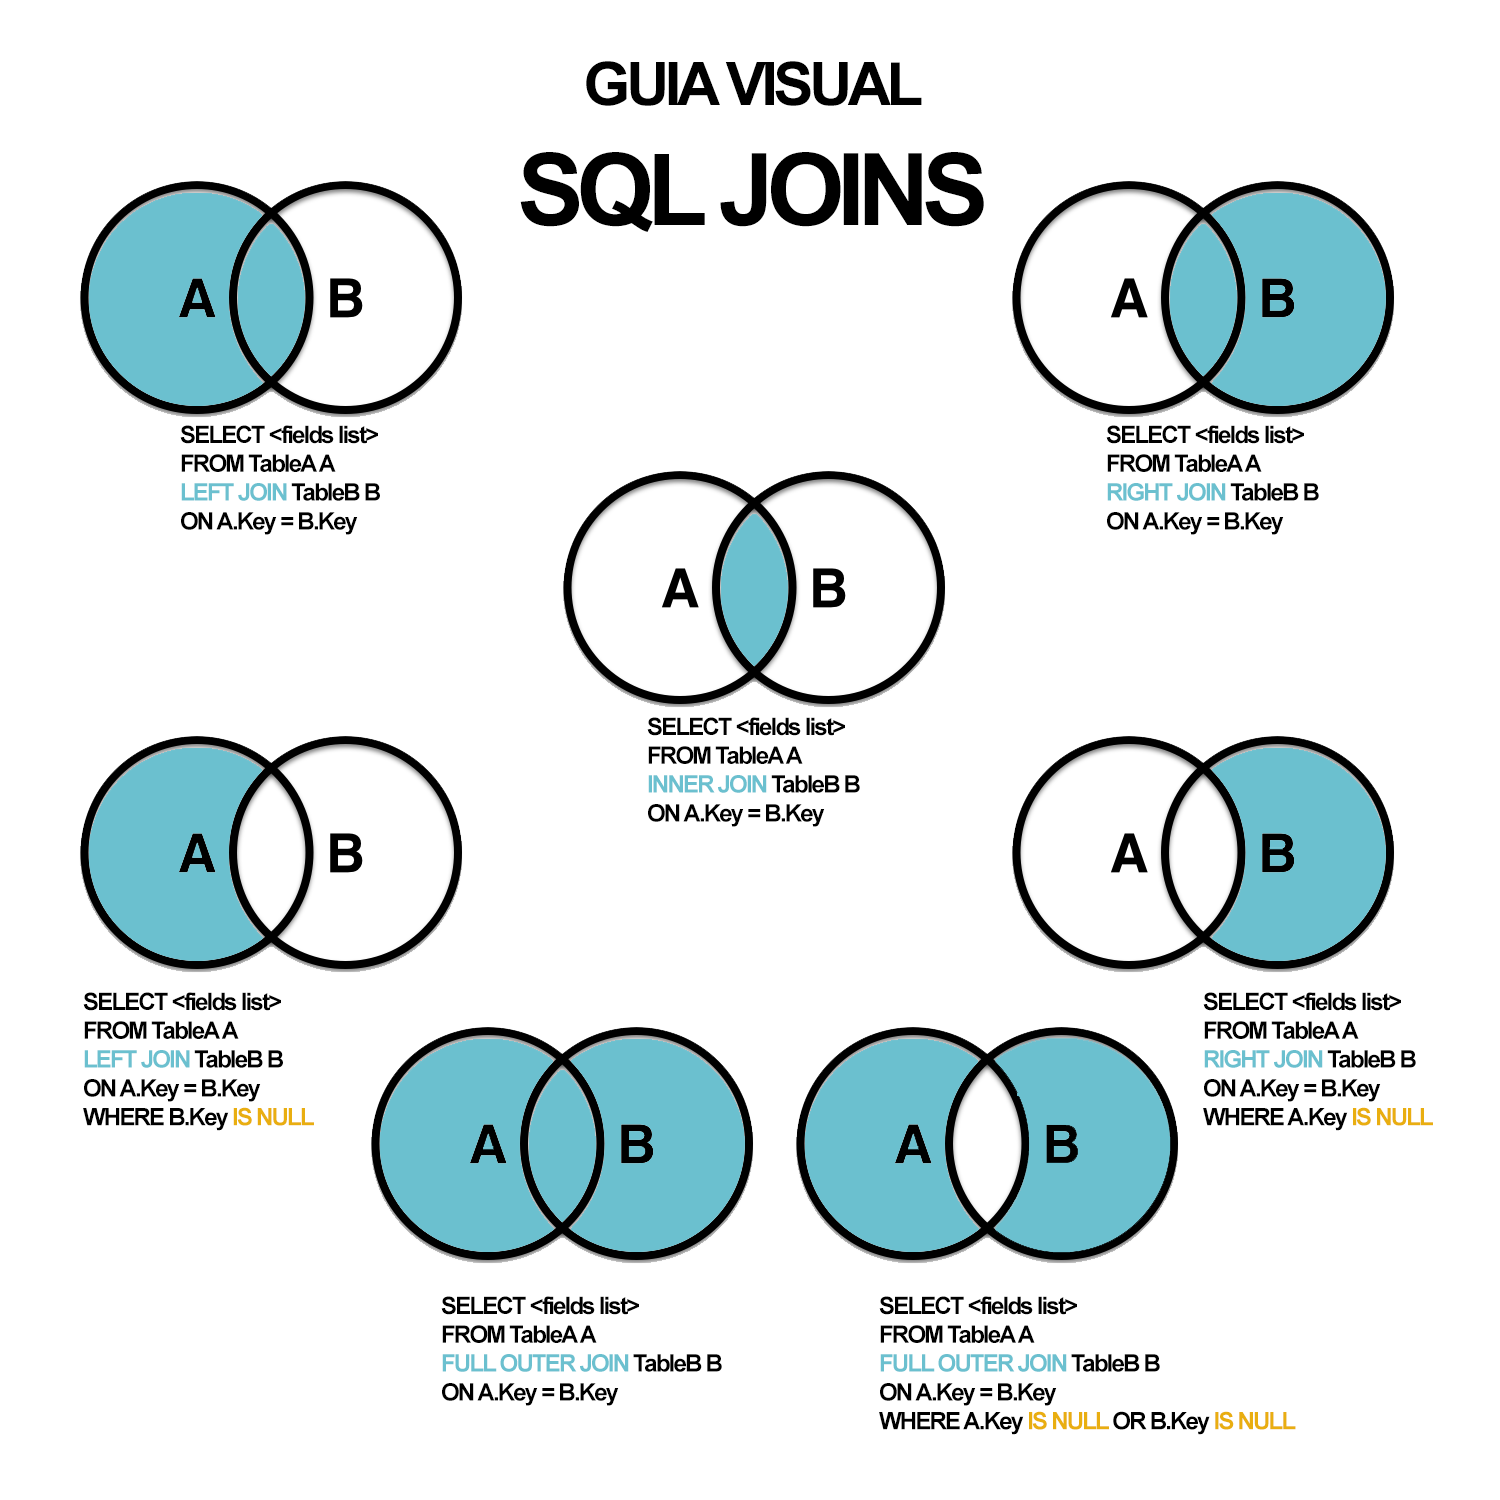 GUIA VISUAL
SQL JOINS
A B
SELECT <fields list>
FROM TableA A
LEFT JOIN TableB B
ON A.Key = B.Key
A B
SELECT <fields list>
FROM TableA A
RIGHT JOIN TableB B
ON A.Key = B.Key
A B
SELECT <fields list>
FROM TableA A
INNER JOIN TableB B
ON A.Key = B.Key
A B
SELECT <fields list>
FROM TableA A
LEFT JOIN TableB B
ON A.Key = B.Key
WHERE B.Key IS NULL
A B
SELECT <fields list>
FROM TableA A
RIGHT JOIN TableB B
ON A.Key = B.Key
WHERE A.Key IS NULL
A B
SELECT <fields list>
FROM TableA A
FULL OUTER JOIN TableB B
ON A.Key = B.Key
A B
SELECT <fields list>
FROM TableA A
FULL OUTER JOIN TableB B
ON A.Key = B.Key
WHERE A.Key IS NULL OR B.Key IS NULL